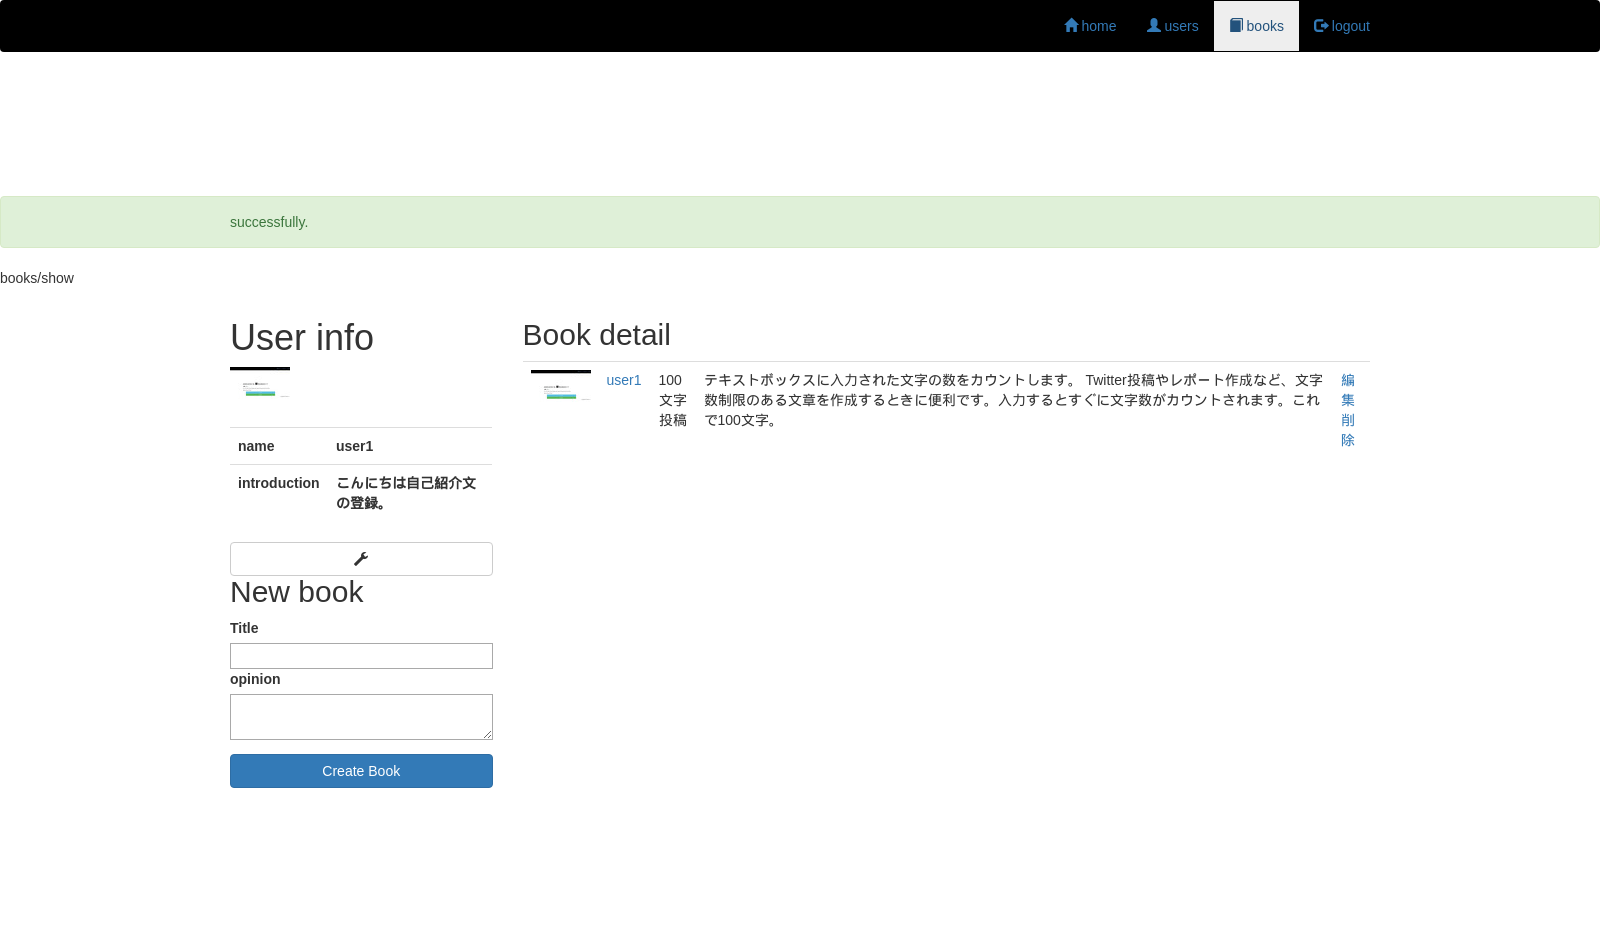 home users books logout
successfully.
books/show
User info
name user1
introduction こんにちは自己紹介文
の登録。
New book
Title
opinion
Create Book
Book detail
user1
100
文字
投稿
テキストボックスに入力された文字の数をカウントします。 Twitter投稿やレポート作成など、文字
数制限のある文章を作成するときに便利です。入力するとすぐに文字数がカウントされます。これ
で100文字。
編
集
削
除